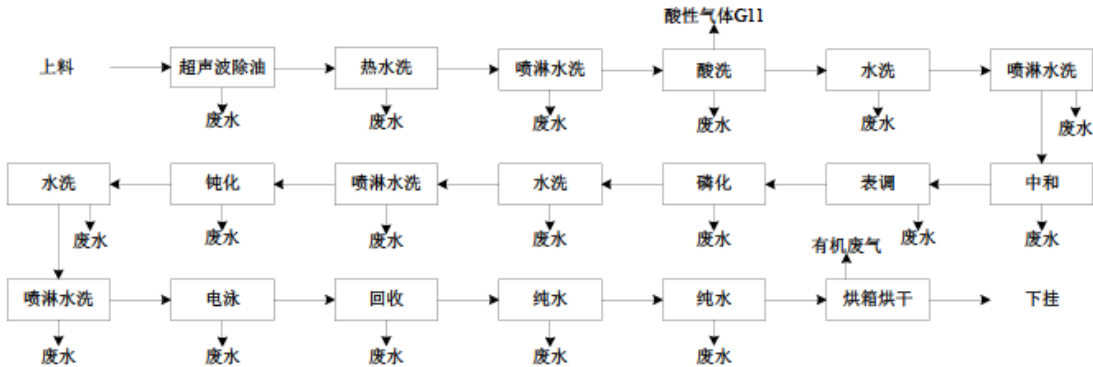 酸性气体G11
上料 超声波除油 热水洗 喷淋水洗 酸洗 水洗 喷淋水洗
废水 废水 废水 废水 废水
水洗 钝化 喷淋水洗 水洗 磷化 表调 中和
废水 废水 废水 废水 废水 废水
有机废气
喷淋水洗 电泳 回收 纯水 纯水 烘箱烘干 下挂
废水 废水 废水 废水 废水